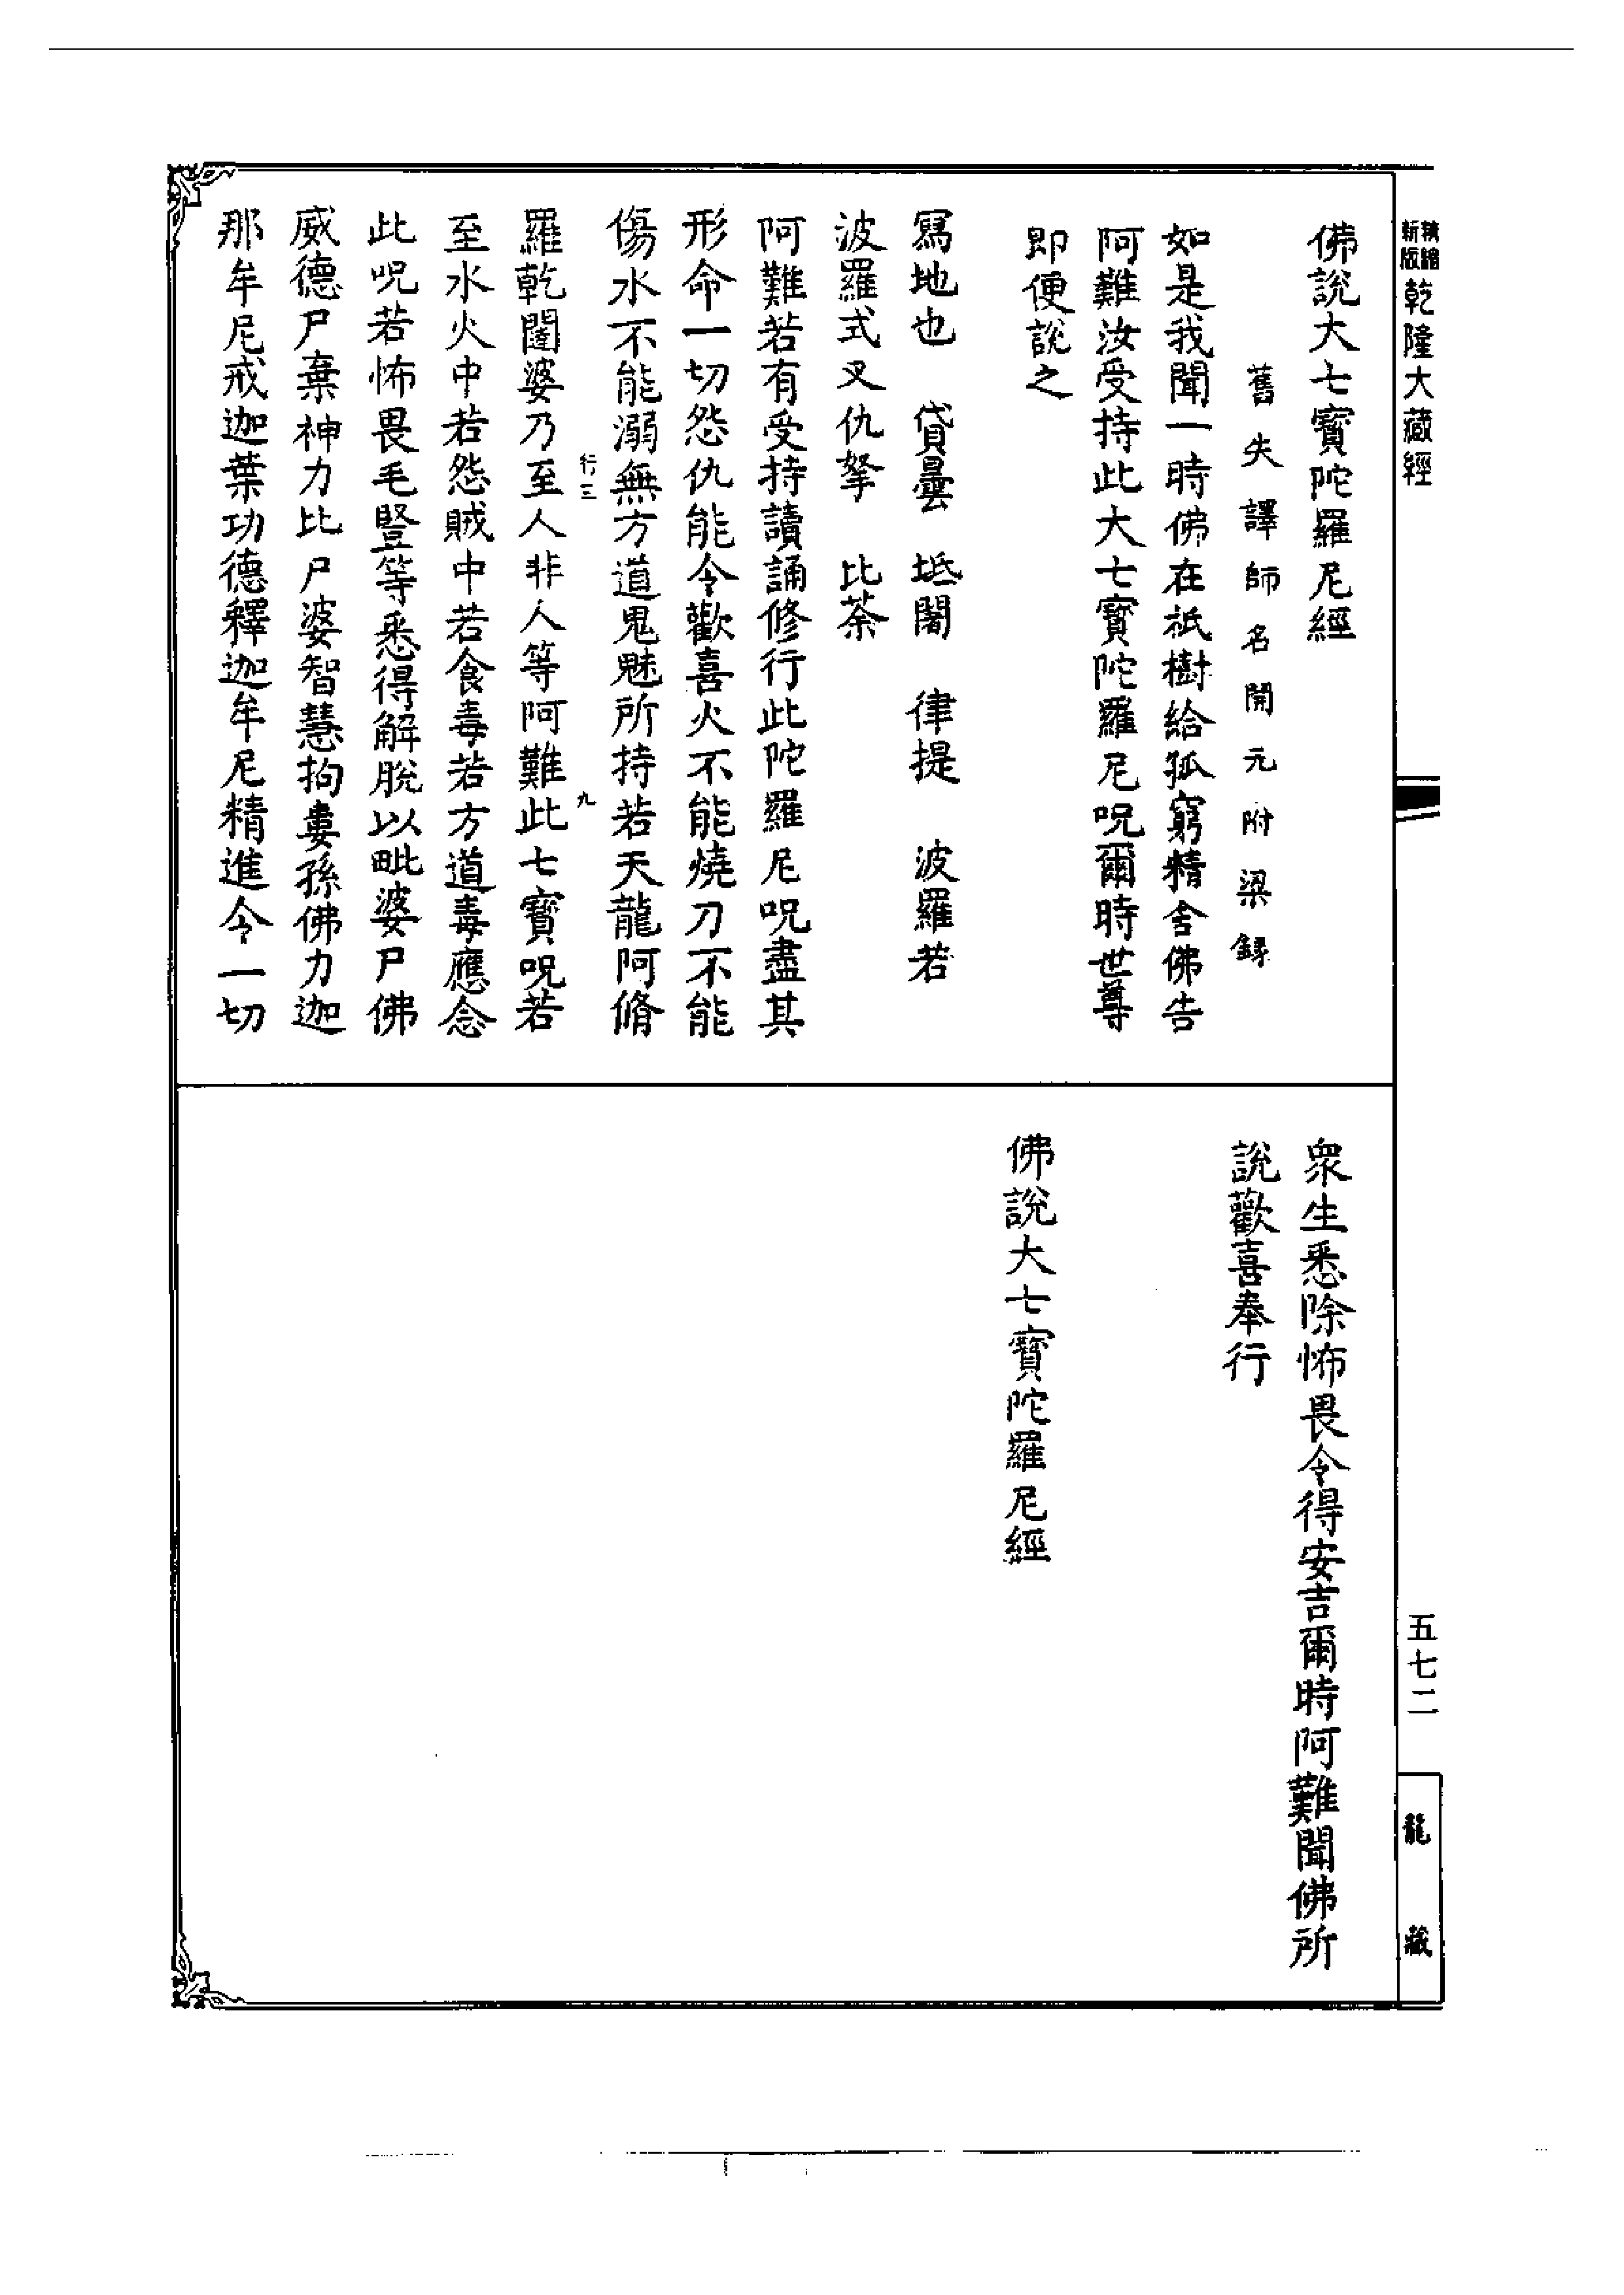 新版精縮乾隆大藏經
佛說大七寶陀羅尼經
舊失譯師名開元附梁錄
如是我聞一時佛在祇樹給孤窮精舍佛告
阿難汝受持此大七寶陀羅尼呪爾時世尊
即便說之
寫地也 貸曇 坻闍 律提 波羅若
波羅式叉仇拏 比荼
阿難若有受持讀誦修行此陀羅尼呪盡其
形命一切怨仇能令歡喜火不能燒刀不能
傷水不能溺無方道鬼魅所持若天龍阿脩
行三 九
羅乾闥婆乃至人非人等阿難此七寶呪若
至水火中若怨賊中若食毒若方道毒應念
此呪若怖畏毛豎等悉得解脫以毗婆尸佛
威德尸棄神力比尸婆智慧拘婁孫佛力迦
那牟尼戒迦葉功德釋迦牟尼精進令一切
眾生悉除怖畏令得安吉爾時阿難聞佛所
說歡喜奉行
佛說大七寶陀羅尼經
五七二
龍藏